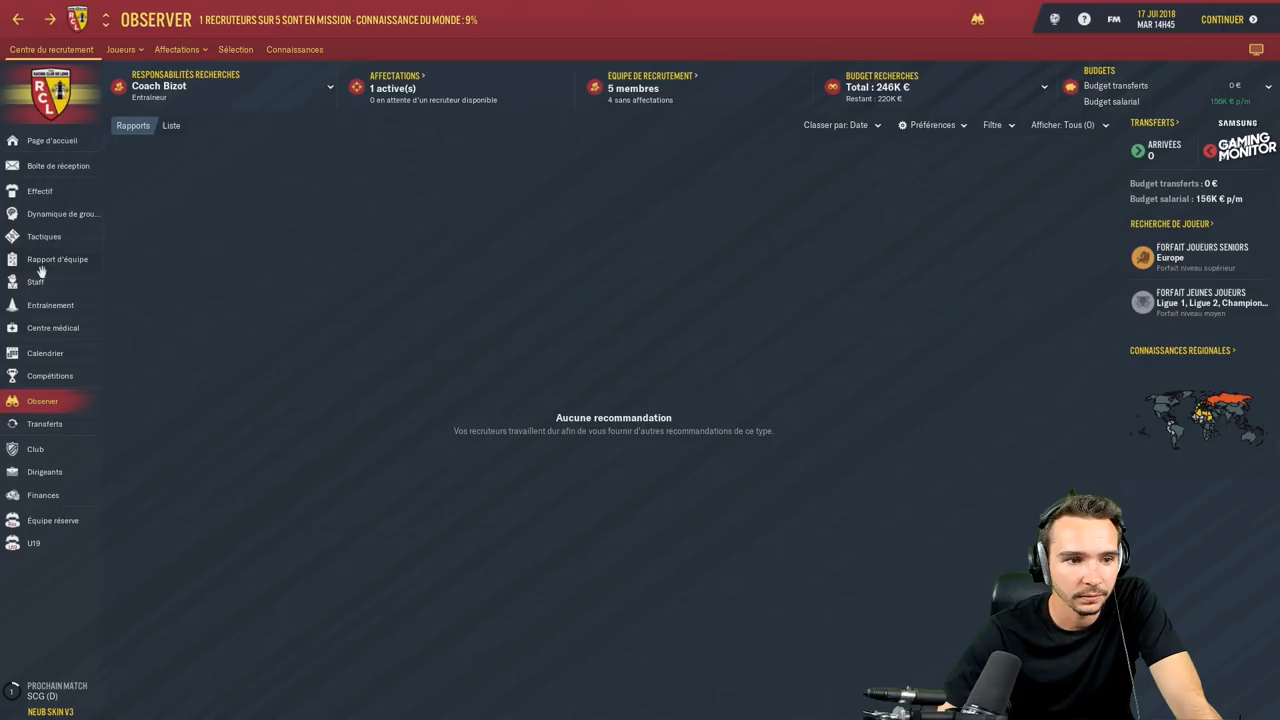 OBSERVER
1 RECRUTEURS SUR 5 SONT EN MISSION - CONNAISSANCE DU MONDE : 9%
FM
17 JUI 2018
MAR 14H45
CONTINUER
Centre du recrutement
Joueurs
Affectations
Sélection
Connaissances
RACING CLUB DE LENS
RCL
RESPONSABILITÉS RECHERCHES
Coach Bizot
Entraîneur
AFFECTATIONS >
1 active(s)
0 en attente d'un recruteur disponible
ÉQUIPE DE RECRUTEMENT >
5 membres
4 sans affectations
BUDGET RECHERCHES
Total : 246K €
Restant : 220K €
BUDGETS
Budget transferts 0 €
Budget salarial 156K € p/m
Rapports
Liste
Classer par: Date
Préférences
Filtre
Afficher: Tous (0)
Page d'accueil
Boîte de réception
Effectif
Dynamique de grou...
Tactiques
Rapport d'équipe
Staff
Entraînement
Centre médical
Calendrier
Compétitions
Observer
Transferts
Club
Dirigeants
Finances
Équipe réserve
U19
Aucune recommandation
Vos recruteurs travaillent dur afin de vous fournir d'autres recommandations de ce type.
TRANSFERTS >
SAMSUNG
GAMING
MONITOR
ARRIVÉES
0
Budget transferts : 0 €
Budget salarial : 156K € p/m
RECHERCHE DE JOUEUR >
FORFAIT JOUEURS SENIORS
Europe
Forfait niveau supérieur
FORFAIT JEUNES JOUEURS
Ligue 1, Ligue 2, Champion...
Forfait niveau moyen
CONNAISSANCES RÉGIONALES >
1
PROCHAIN MATCH
SCG (D)
NEUB SKIN V3